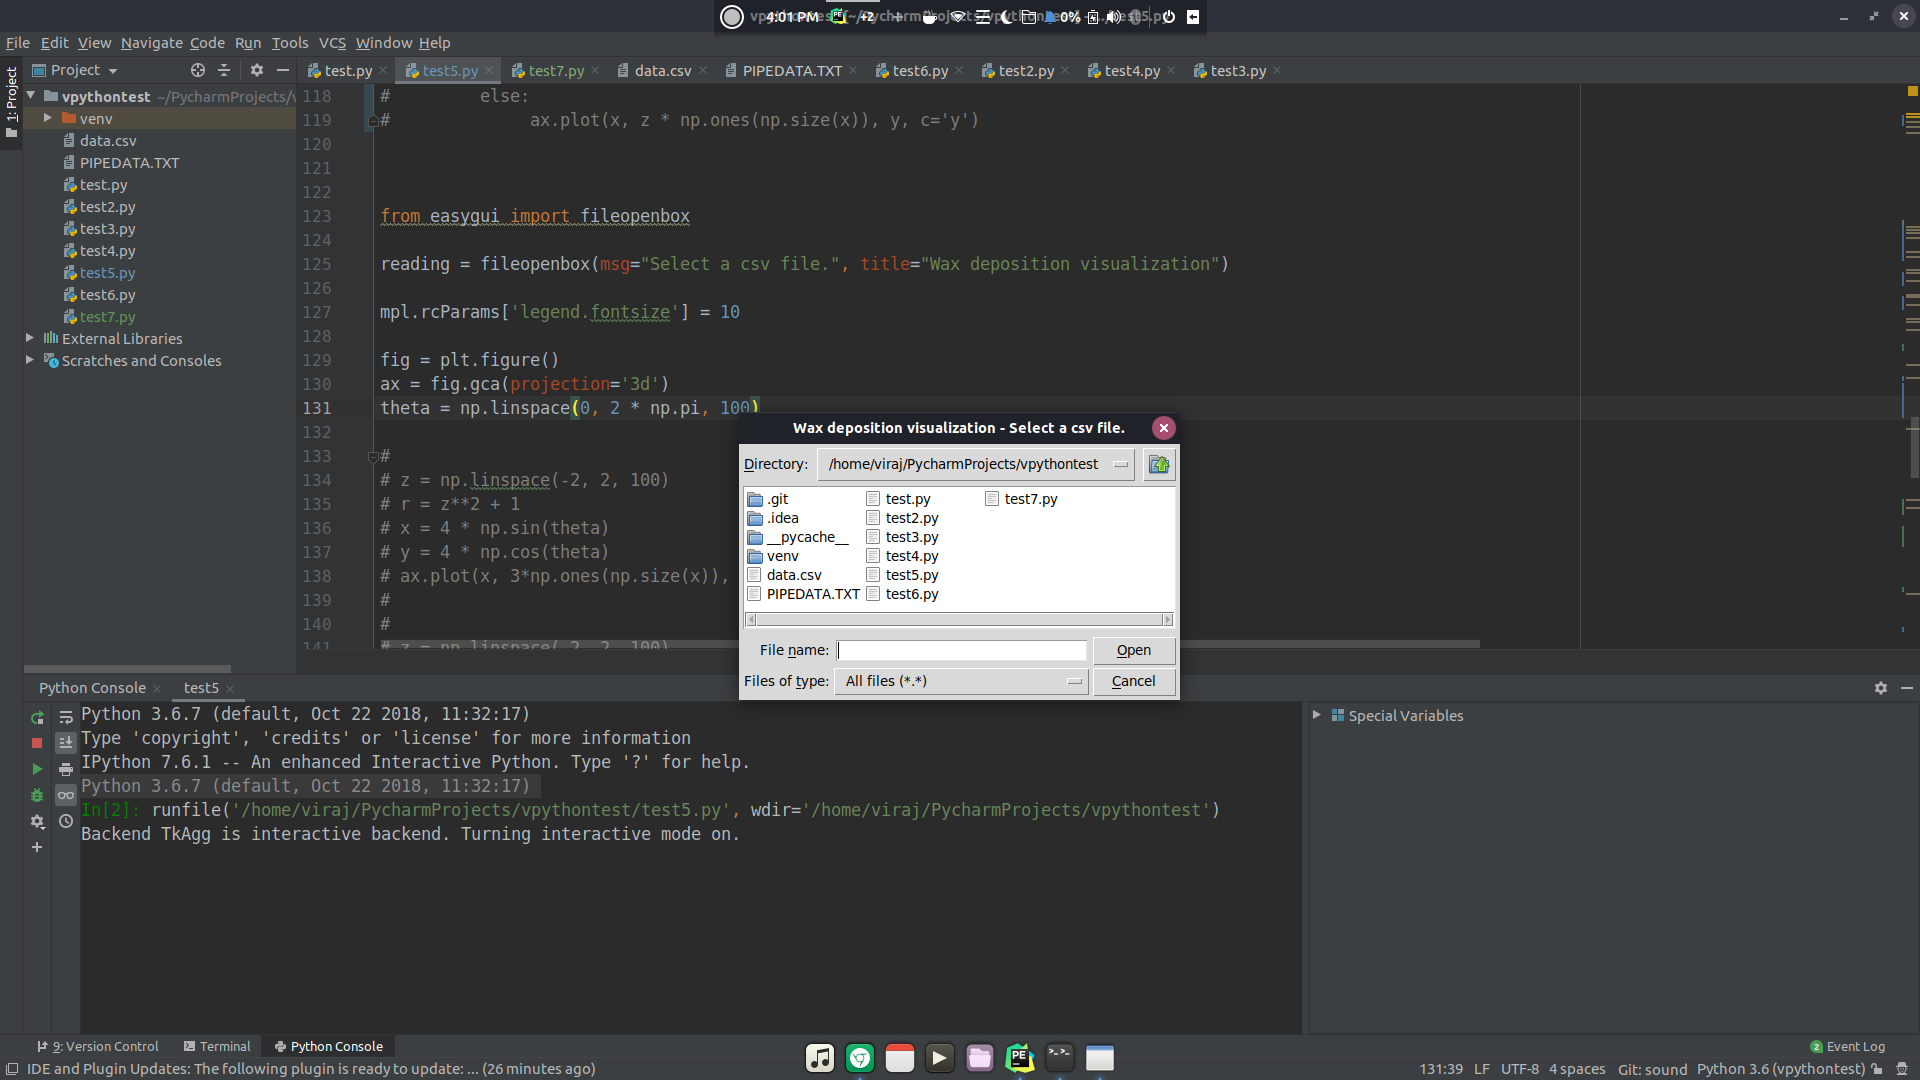 4:01 PM +2 0%
File Edit View Navigate Code Run Tools VCS Window Help
Project
test.py test5.py test7.py data.csv PIPEDATA.TXT test6.py test2.py test4.py test3.py
1: Project
vpythontest ~/PycharmProjects/v
venv
data.csv
PIPEDATA.TXT
test.py
test2.py
test3.py
test4.py
test5.py
test6.py
test7.py
External Libraries
Scratches and Consoles
118 # else:
119 # ax.plot(x, z * np.ones(np.size(x)), y, c='y')
120
121
122
123 from easygui import fileopenbox
124
125 reading = fileopenbox(msg="Select a csv file.", title="Wax deposition visualization")
126
127 mpl.rcParams['legend.fontsize'] = 10
128
129 fig = plt.figure()
130 ax = fig.gca(projection='3d')
131 theta = np.linspace(0, 2 * np.pi, 100)
132
133 #
134 # z = np.linspace(-2, 2, 100)
135 # r = z**2 + 1
136 # x = 4 * np.sin(theta)
137 # y = 4 * np.cos(theta)
138 # ax.plot(x, 3*np.ones(np.size(x)),
139 #
140 #
141 # z = np.linspace(-2, 2, 100)
Wax deposition visualization - Select a csv file.
Directory: /home/viraj/PycharmProjects/vpythontest
.git test.py test7.py
.idea test2.py
__pycache__ test3.py
venv test4.py
data.csv test5.py
PIPEDATA.TXT test6.py
File name: Open
Files of type: All files (*.*) Cancel
Python Console test5
Python 3.6.7 (default, Oct 22 2018, 11:32:17)
Type 'copyright', 'credits' or 'license' for more information
IPython 7.6.1 -- An enhanced Interactive Python. Type '?' for help.
Python 3.6.7 (default, Oct 22 2018, 11:32:17)
In[2]: runfile('/home/viraj/PycharmProjects/vpythontest/test5.py', wdir='/home/viraj/PycharmProjects/vpythontest')
Backend TkAgg is interactive backend. Turning interactive mode on.
Special Variables
9: Version Control Terminal Python Console
2 Event Log
IDE and Plugin Updates: The following plugin is ready to update: ... (26 minutes ago)
131:39 LF UTF-8 4 spaces Git: sound Python 3.6 (vpythontest)